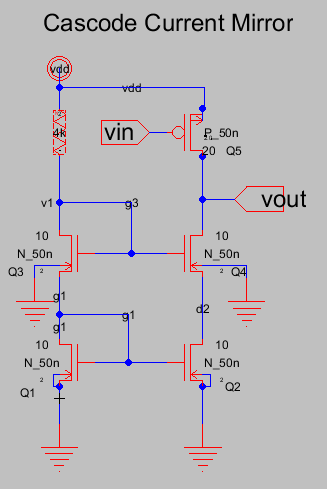 Cascode Current Mirror
vdd
vdd
4k
vin
P_50n
20 Q5
v1
g3
vout
10
10
N_50n
N_50n
Q3
2
2
Q4
g1
d2
g1
g1
10
10
N_50n
N_50n
2
2
Q1
Q2